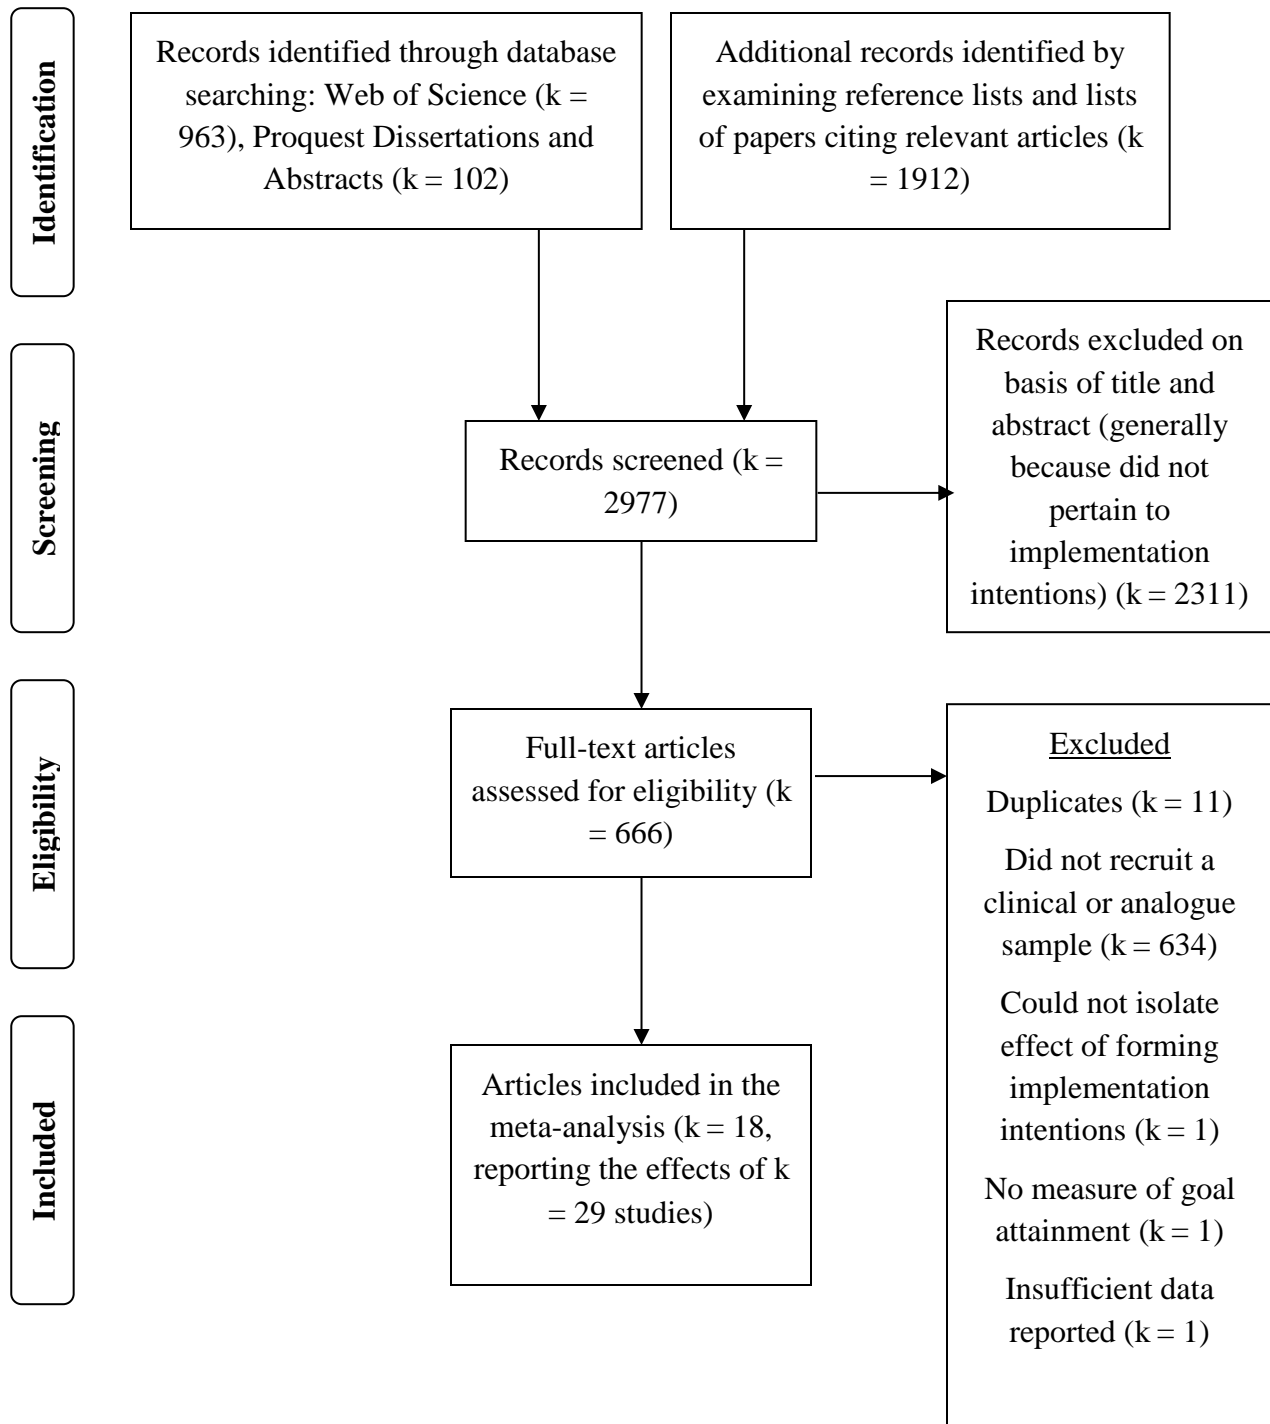 Identification
Records identified through database
searching: Web of Science (k =
963), Proquest Dissertations and
Abstracts (k = 102)
Additional records identified by
examining reference lists and lists
of papers citing relevant articles (k
= 1912)
Screening
Records screened (k =
2977)
Records excluded on
basis of title and
abstract (generally
because did not
pertain to
implementation
intentions) (k = 2311)
Eligibility
Full-text articles
assessed for eligibility (k
= 666)
Excluded
Duplicates (k = 11)
Did not recruit a
clinical or analogue
sample (k = 634)
Could not isolate
effect of forming
implementation
intentions (k = 1)
No measure of goal
attainment (k = 1)
Insufficient data
reported (k = 1)
Included
Articles included in the
meta-analysis (k = 18,
reporting the effects of k
= 29 studies)